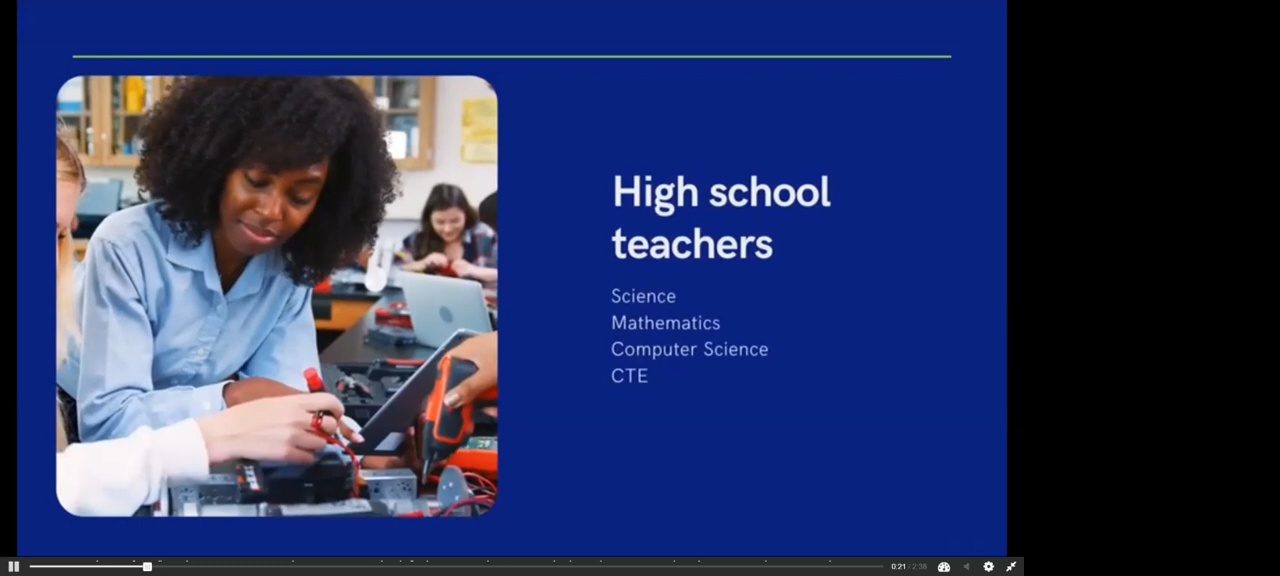 High school
teachers
Science
Mathematics
Computer Science
CTE
0:21 / 2:38